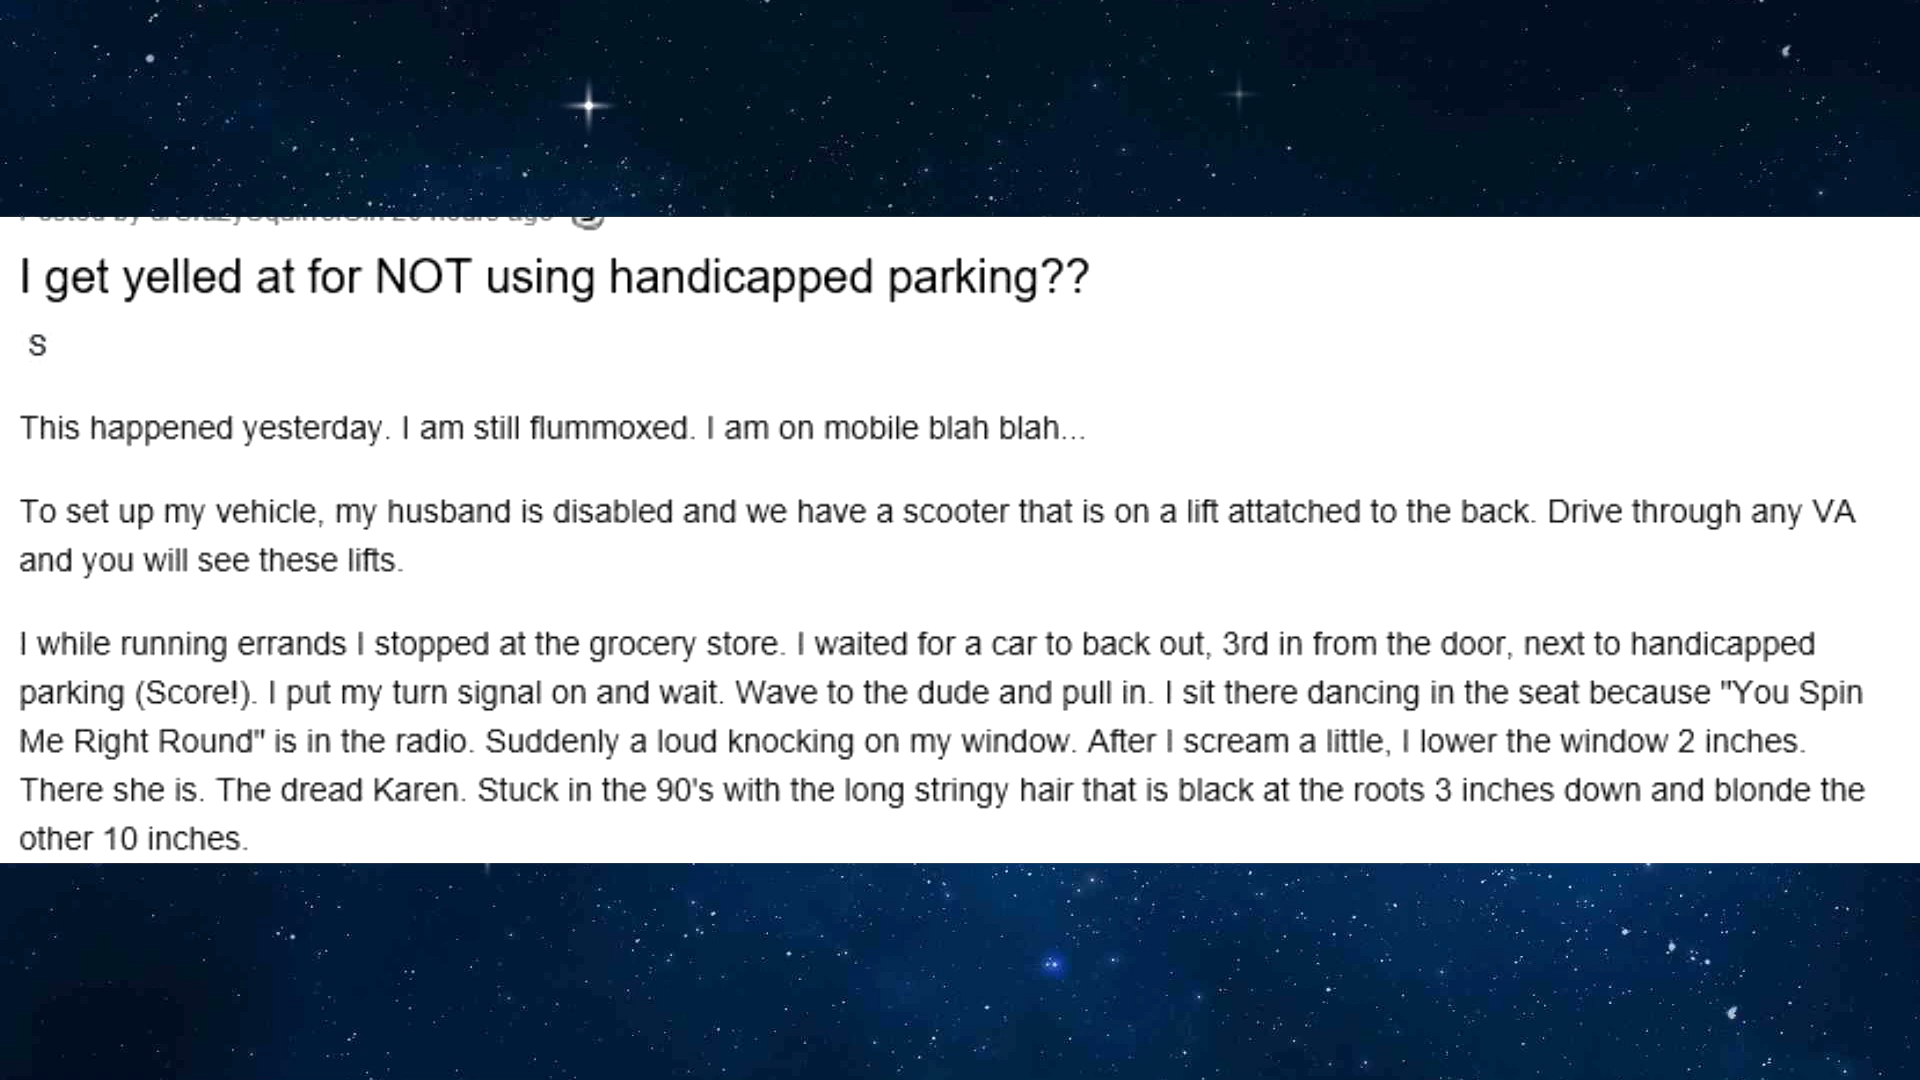 I get yelled at for NOT using handicapped parking??
s
This happened yesterday. I am still flummoxed. I am on mobile blah blah...
To set up my vehicle, my husband is disabled and we have a scooter that is on a lift attatched to the back. Drive through any VA
and you will see these lifts.
I while running errands I stopped at the grocery store. I waited for a car to back out, 3rd in from the door, next to handicapped
parking (Score!). I put my turn signal on and wait. Wave to the dude and pull in. I sit there dancing in the seat because "You Spin
Me Right Round" is in the radio. Suddenly a loud knocking on my window. After I scream a little, I lower the window 2 inches.
There she is. The dread Karen. Stuck in the 90's with the long stringy hair that is black at the roots 3 inches down and blonde the
other 10 inches.